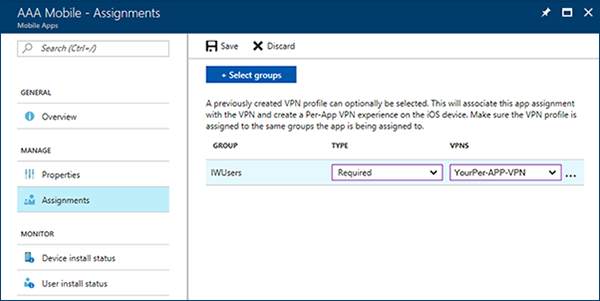 AAA Mobile - Assignments
Mobile Apps
Search (Ctrl+/)
GENERAL
Overview
MANAGE
Properties
Assignments
MONITOR
Device install status
User install status
Save Discard
+ Select groups
A previously created VPN profile can optionally be selected. This will associate this app assignment
with the VPN and create a Per-App VPN experience on the iOS device. Make sure the VPN profile is
assigned to the same groups the app is being assigned to.
GROUP TYPE VPNS
IWUsers Required YourPer-APP-VPN ...